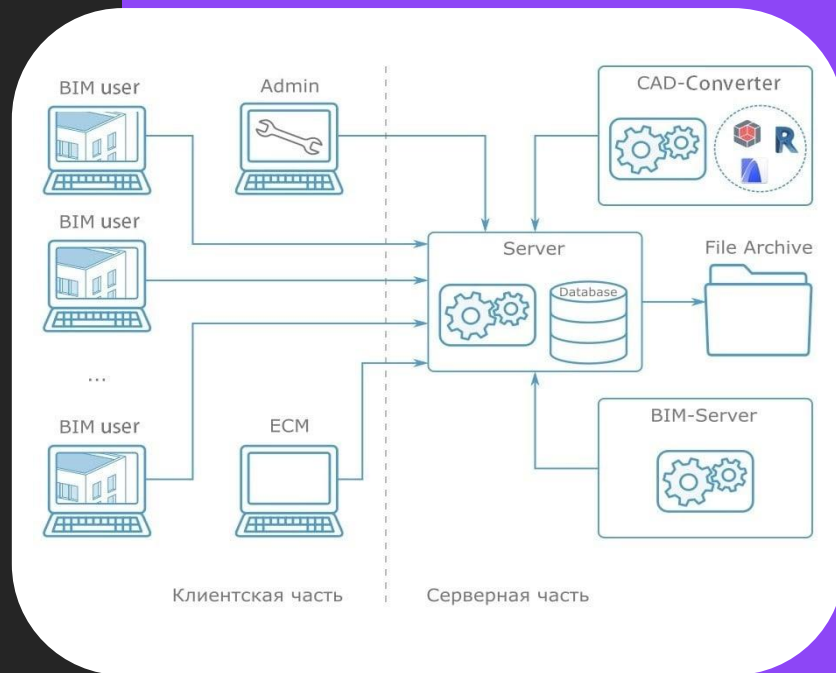 BIM user
Admin
CAD-Converter
R
BIM user
Server
File Archive
Database
...
BIM user
ECM
BIM-Server
Клиентская часть
Серверная часть